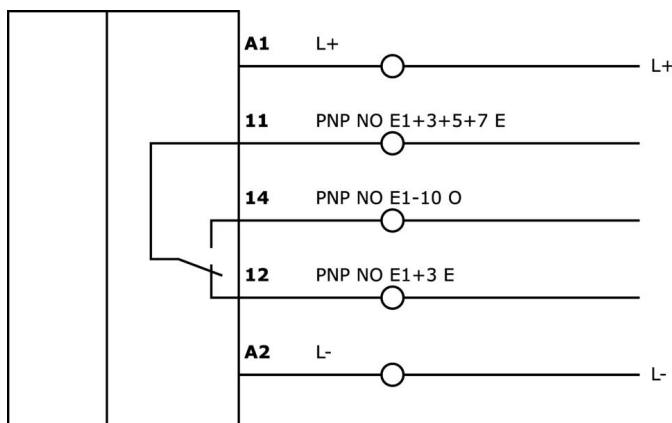 A1 L+
L+
11 PNP NO E1+3+5+7 E
14 PNP NO E1-10 O
12 PNP NO E1+3 E
A2 L-
L-